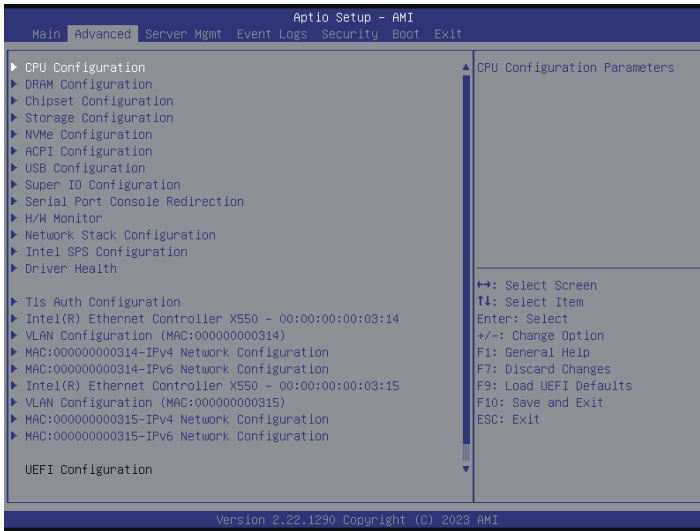 Aptio Setup - AMI
Main Advanced Server Mgmt Event Logs Security Boot Exit
CPU Configuration
DRAM Configuration
Chipset Configuration
Storage Configuration
NVMe Configuration
ACPI Configuration
USB Configuration
Super IO Configuration
Serial Port Console Redirection
H/W Monitor
Network Stack Configuration
Intel SPS Configuration
Driver Health
Tls Auth Configuration
Intel(R) Ethernet Controller X550 - 00:00:00:00:03:14
VLAN Configuration (MAC:000000000314)
MAC:000000000314-IPv4 Network Configuration
MAC:000000000314-IPv6 Network Configuration
Intel(R) Ethernet Controller X550 - 00:00:00:00:03:15
VLAN Configuration (MAC:000000000315)
MAC:000000000315-IPv4 Network Configuration
MAC:000000000315-IPv6 Network Configuration
UEFI Configuration
CPU Configuration Parameters
↔: Select Screen
↑↓: Select Item
Enter: Select
+/-: Change Option
F1: General Help
F7: Discard Changes
F9: Load UEFI Defaults
F10: Save and Exit
ESC: Exit
Version 2.22.1290 Copyright (C) 2023 AMI